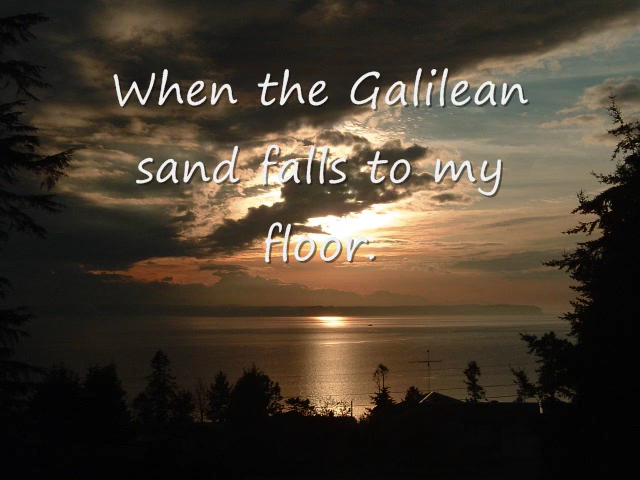 When the Galilean
sand falls to my
floor.